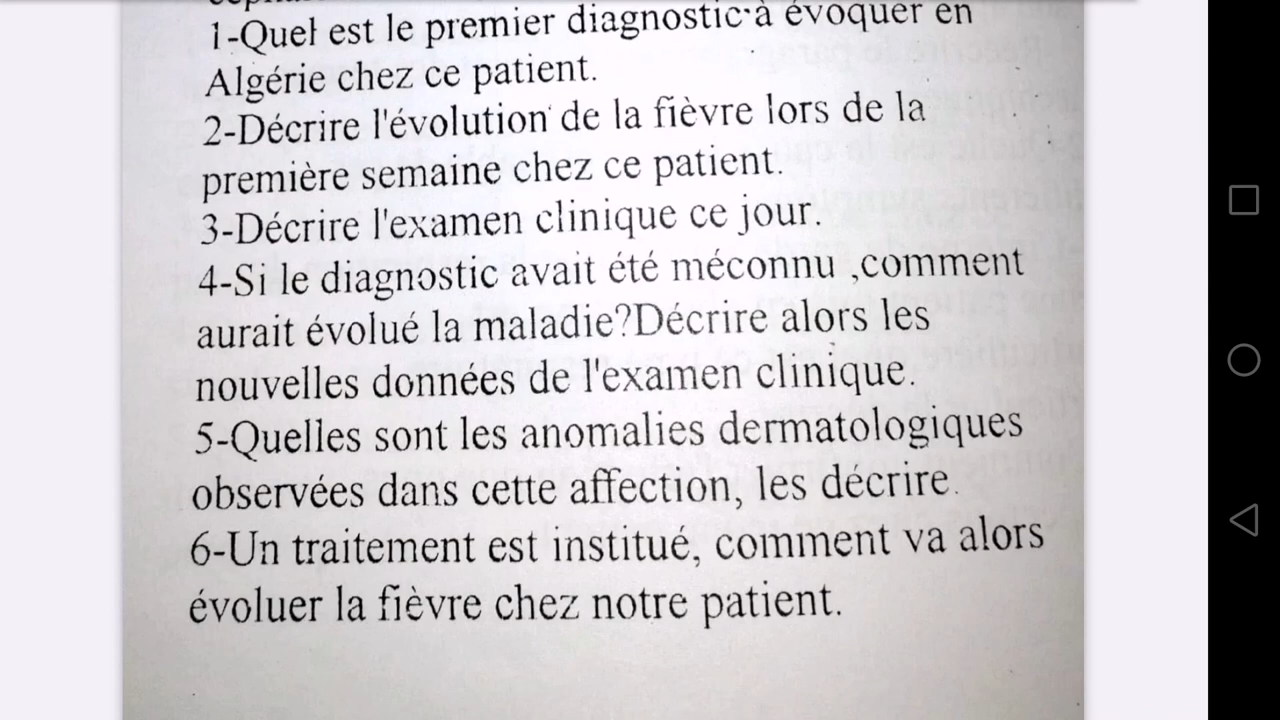 1-Quel est le premier diagnostic à évoquer en
Algérie chez ce patient.
2-Décrire l'évolution de la fièvre lors de la
première semaine chez ce patient.
3-Décrire l'examen clinique ce jour.
4-Si le diagnostic avait été méconnu ,comment
aurait évolué la maladie?Décrire alors les
nouvelles données de l'examen clinique.
5-Quelles sont les anomalies dermatologiques
observées dans cette affection, les décrire.
6-Un traitement est institué, comment va alors
évoluer la fièvre chez notre patient.